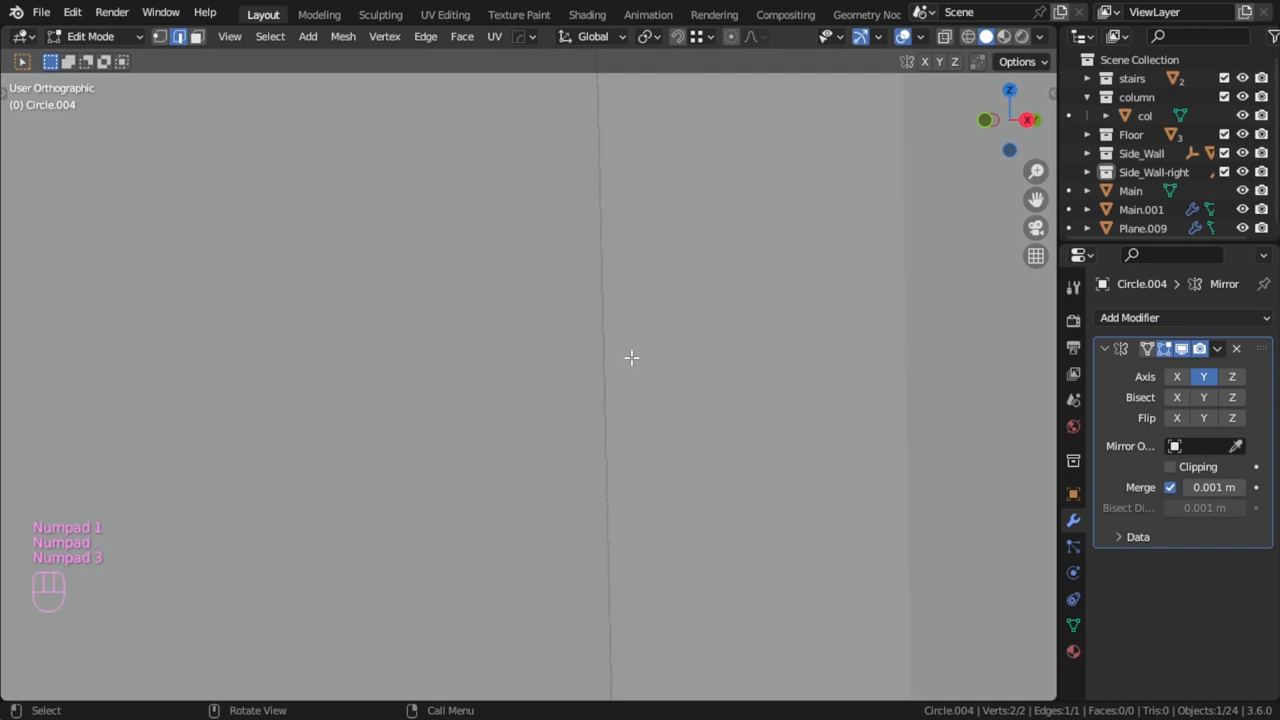 File Edit Render Window Help Layout Modeling Sculpting UV Editing Texture Paint Shading Animation Rendering Compositing Geometry Noc Scene ViewLayer
Edit Mode View Select Add Mesh Vertex Edge Face UV Global
X Y Z Options
User Orthographic
(0) Circle.004
Z
X
Y
Numpad 1
Numpad .
Numpad 3
Scene Collection
stairs 2
column
col
Floor 3
Side_Wall
Side_Wall-right
Main
Main.001
Plane.009
Circle.004 > Mirror
Add Modifier
Axis X Y Z
Bisect X Y Z
Flip X Y Z
Mirror O...
Clipping
Merge 0.001 m
Bisect Di... 0.001 m
Data
Select Rotate View Call Menu Circle.004 | Verts:2/2 | Edges:1/1 | Faces:0/0 | Tris:0 | Objects:1/24 | 3.6.0